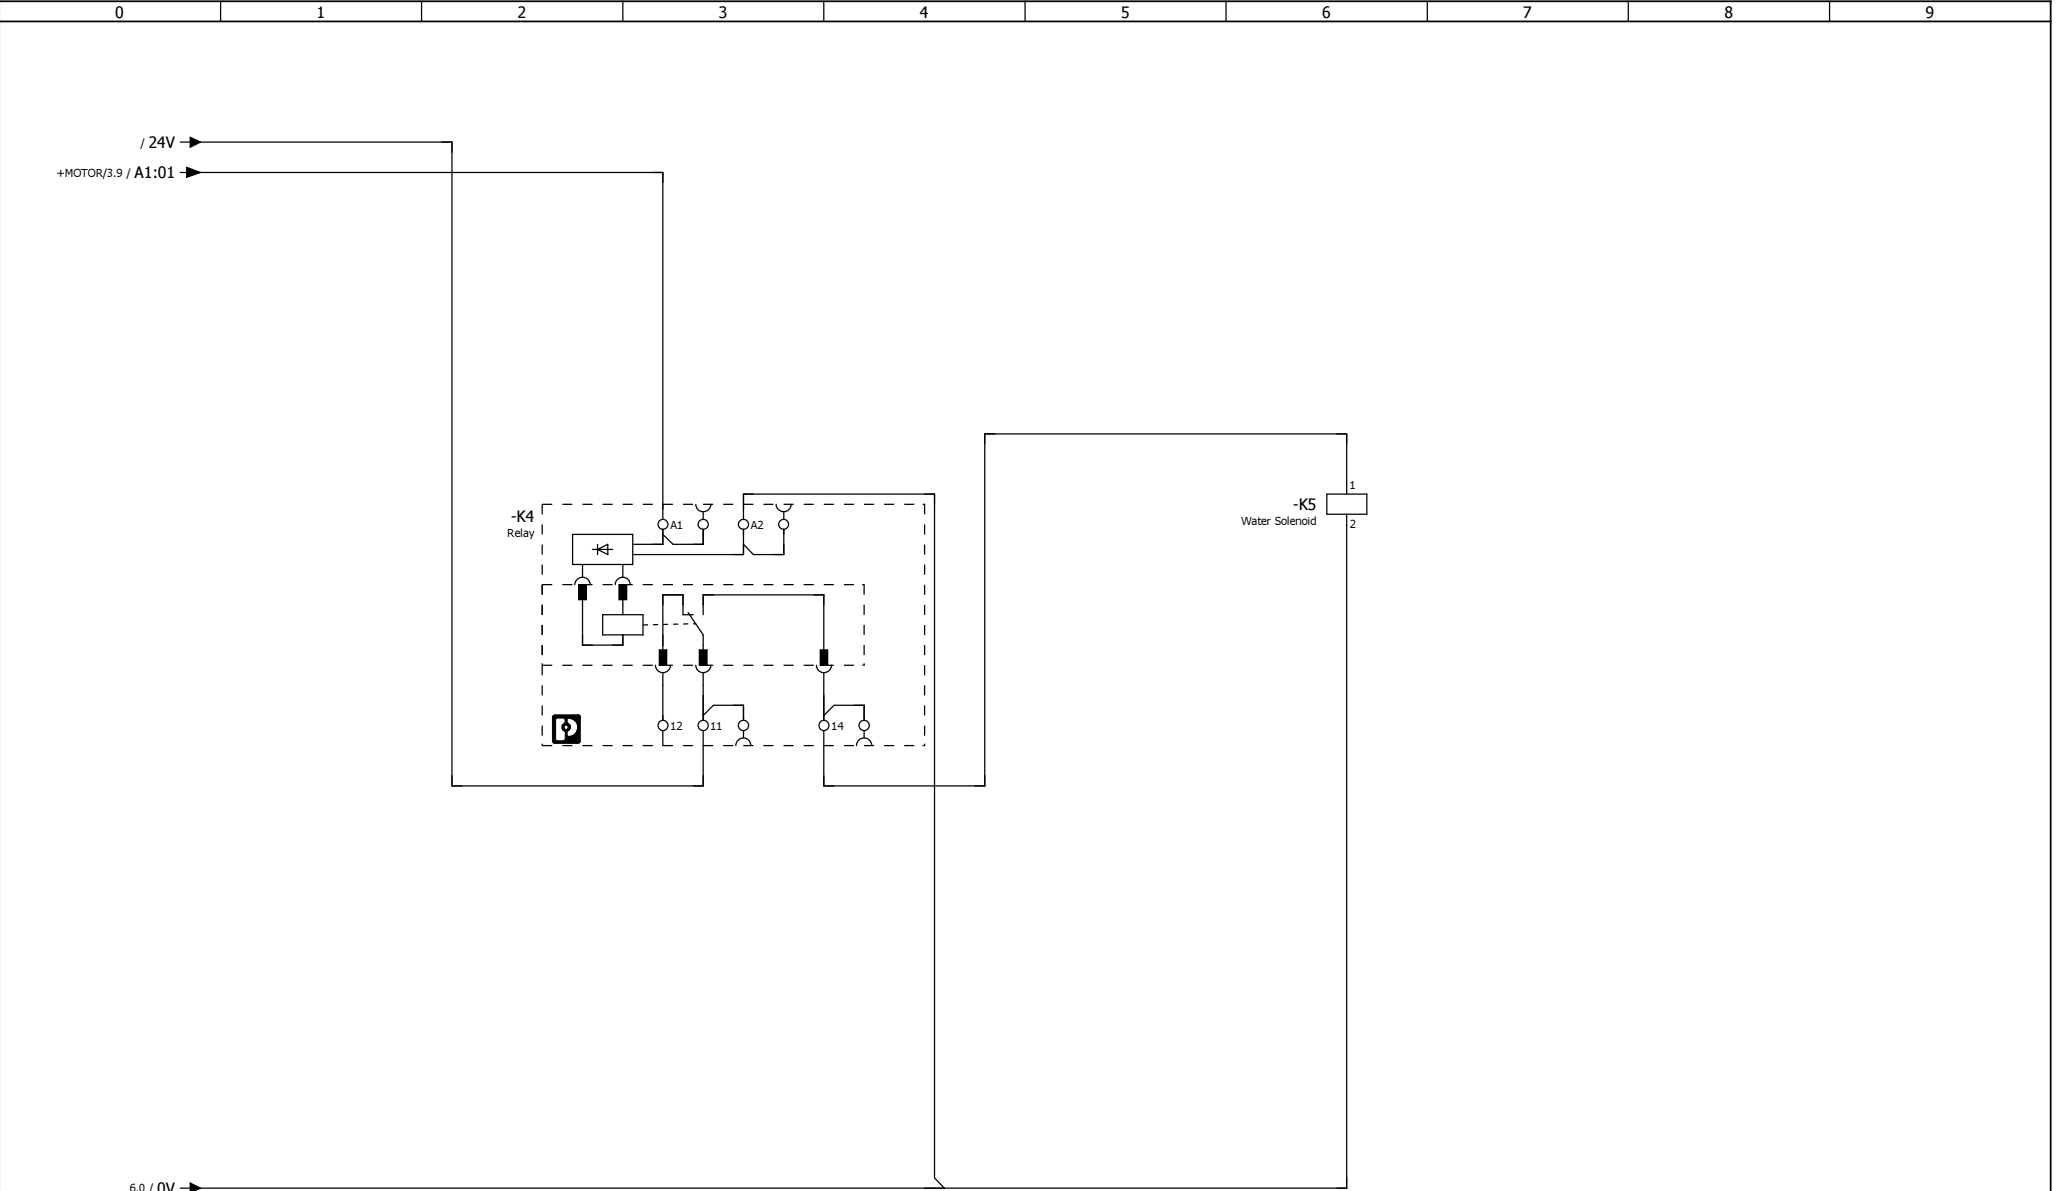 0 1 2 3 4 5 6 7 8 9
/ 24V
+MOTOR/3.9 / A1:01
-K4
Relay
A1 A2
-K5
Water Solenoid
1
2
12 11 14
6.0 / 0V